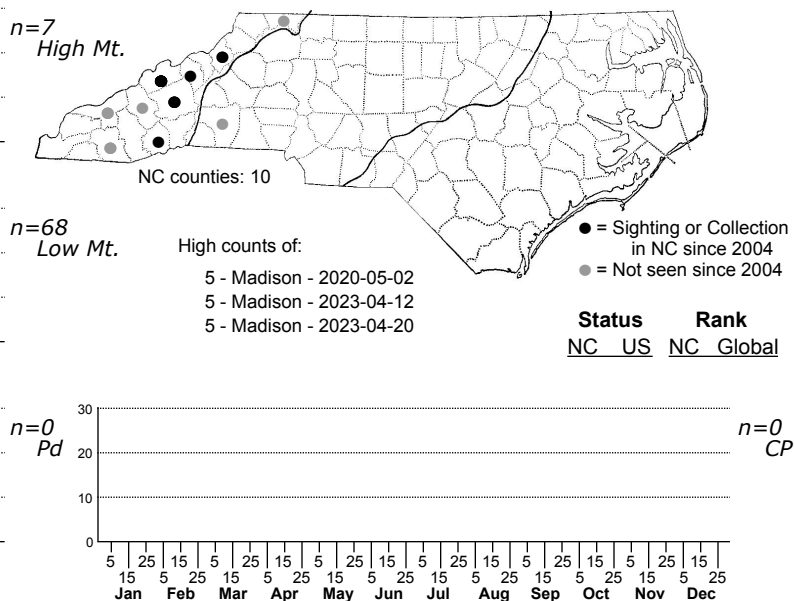 n=7
High Mt.
NC counties: 10
n=68
Low Mt.
High counts of:
5 - Madison - 2020-05-02
5 - Madison - 2023-04-12
5 - Madison - 2023-04-20
● = Sighting or Collection
in NC since 2004
● = Not seen since 2004
Status Rank
NC US NC Global
n=0
Pd
n=0
CP
30
20
10
0
5 25 15 5 25 15 5 25 15 5 25 15 5 25 15 5 25 15
15 5 25 15 5 25 15 5 25 15 5 25 15 5 25 15 5 25
Jan Feb Mar Apr May Jun Jul Aug Sep Oct Nov Dec